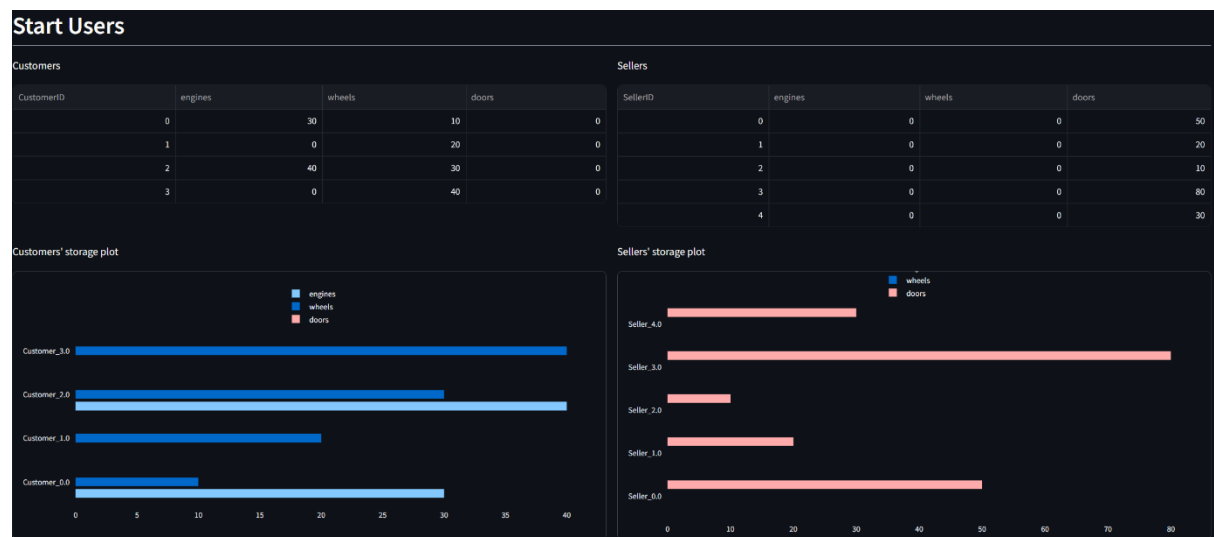 Start Users
Customers
CustomerID engines wheels doors
0 30 10 0
1 0 20 0
2 40 30 0
3 0 40 0
Sellers
SellerID engines wheels doors
0 0 0 50
1 0 0 20
2 0 0 10
3 0 0 80
4 0 0 30
Customers' storage plot
engines
wheels
doors
Customer_3.0
Customer_2.0
Customer_1.0
Customer_0.0
0 5 10 15 20 25 30 35 40
Sellers' storage plot
wheels
doors
Seller_4.0
Seller_3.0
Seller_2.0
Seller_1.0
Seller_0.0
0 10 20 30 40 50 60 70 80